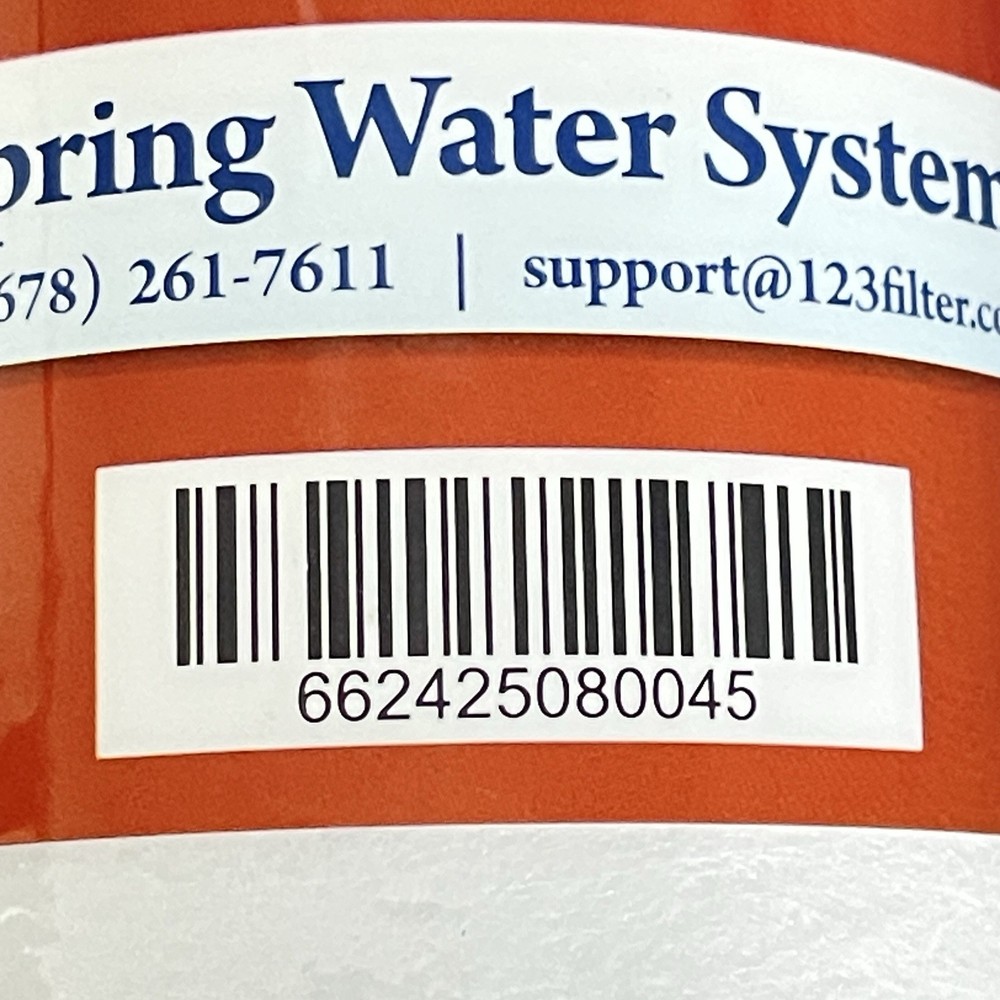 pring Water System
678) 261-7611 | support@123filter.co
662425080045